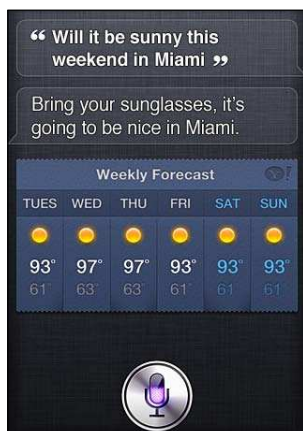 “ Will it be sunny this
weekend in Miami ”
Bring your sunglasses, it's
going to be nice in Miami.
Weekly Forecast Y!
TUES WED THU FRI SAT SUN
93° 97° 97° 93° 93° 93°
61° 63° 63° 61° 61° 61°